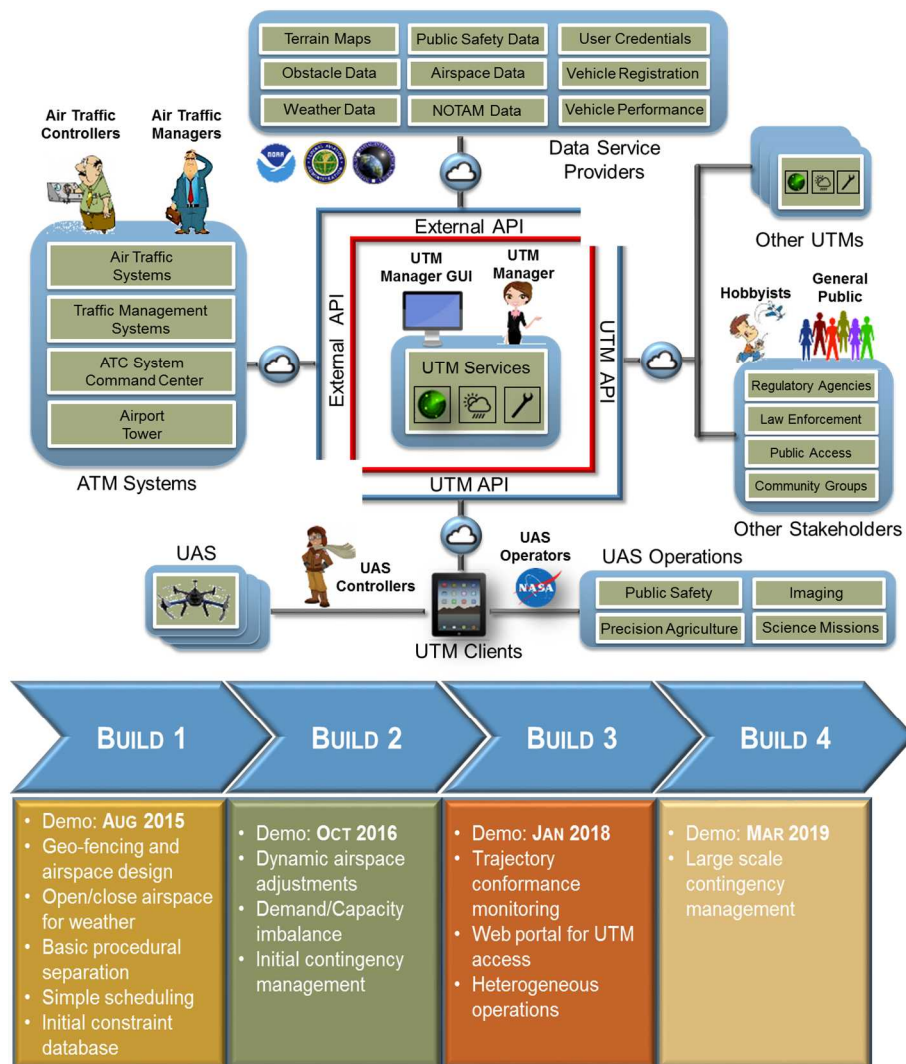 Terrain Maps
Public Safety Data
User Credentials
Obstacle Data
Airspace Data
Vehicle Registration
Weather Data
NOTAM Data
Vehicle Performance
Data Service
Providers
Air Traffic
Controllers
Air Traffic
Managers
NOAA
Air Traffic
Systems
Traffic Management
Systems
ATC System
Command Center
Airport
Tower
ATM Systems
External API
External API
UTM
Manager GUI
UTM
Manager
UTM Services
UTM API
UTM API
Other UTMs
Hobbyists
General
Public
Regulatory Agencies
Law Enforcement
Public Access
Community Groups
Other Stakeholders
UAS
UAS
Controllers
UAS
Operators
NASA
UTM Clients
UAS Operations
Public Safety
Imaging
Precision Agriculture
Science Missions
BUILD 1
BUILD 2
BUILD 3
BUILD 4
• Demo: AUG 2015
• Geo-fencing and
airspace design
• Open/close airspace
for weather
• Basic procedural
separation
• Simple scheduling
• Initial constraint
database
• Demo: OCT 2016
• Dynamic airspace
adjustments
• Demand/Capacity
imbalance
• Initial contingency
management
• Demo: JAN 2018
• Trajectory
conformance
monitoring
• Web portal for UTM
access
• Heterogeneous
operations
• Demo: MAR 2019
• Large scale
contingency
management